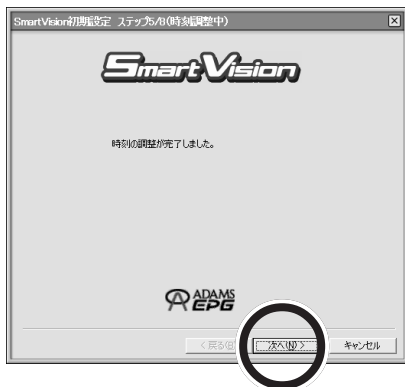 SmartVision初期設定 ステップ5/8(時刻調整中)
SmartVision
時刻の調整が完了しました。
ADAMS
EPG
< 戻る(B) 次へ(N) > キャンセル